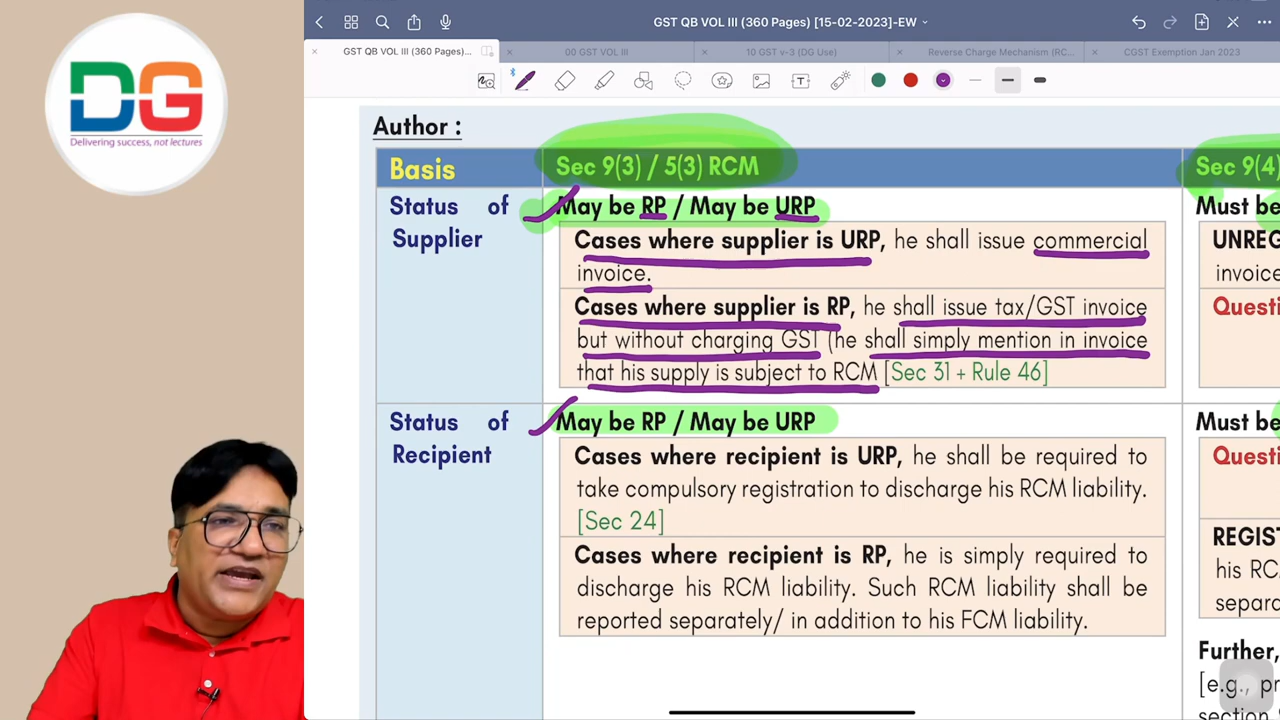 GST QB VOL III (360 Pages) [15-02-2023]-EW
GST QB VOL III (360 Pages)...
00 GST VOL III
10 GST v-3 (DG Use)
Reverse Charge Mechanism (RC...
CGST Exemption Jan 2023
DG
Delivering success, not lectures
Author :
Basis
Sec 9(3) / 5(3) RCM
Sec 9(4)
Status of Supplier
May be RP / May be URP
Must be
Cases where supplier is URP, he shall issue commercial
invoice.
UNREG
invoice
Cases where supplier is RP, he shall issue tax/GST invoice
but without charging GST (he shall simply mention in invoice
that his supply is subject to RCM [Sec 31 + Rule 46]
Questi
Status of Recipient
May be RP / May be URP
Must be
Cases where recipient is URP, he shall be required to
take compulsory registration to discharge his RCM liability.
[Sec 24]
Questi
Cases where recipient is RP, he is simply required to
discharge his RCM liability. Such RCM liability shall be
reported separately/ in addition to his FCM liability.
REGIST
his RC
separa
Further,
[e.g., pr
section